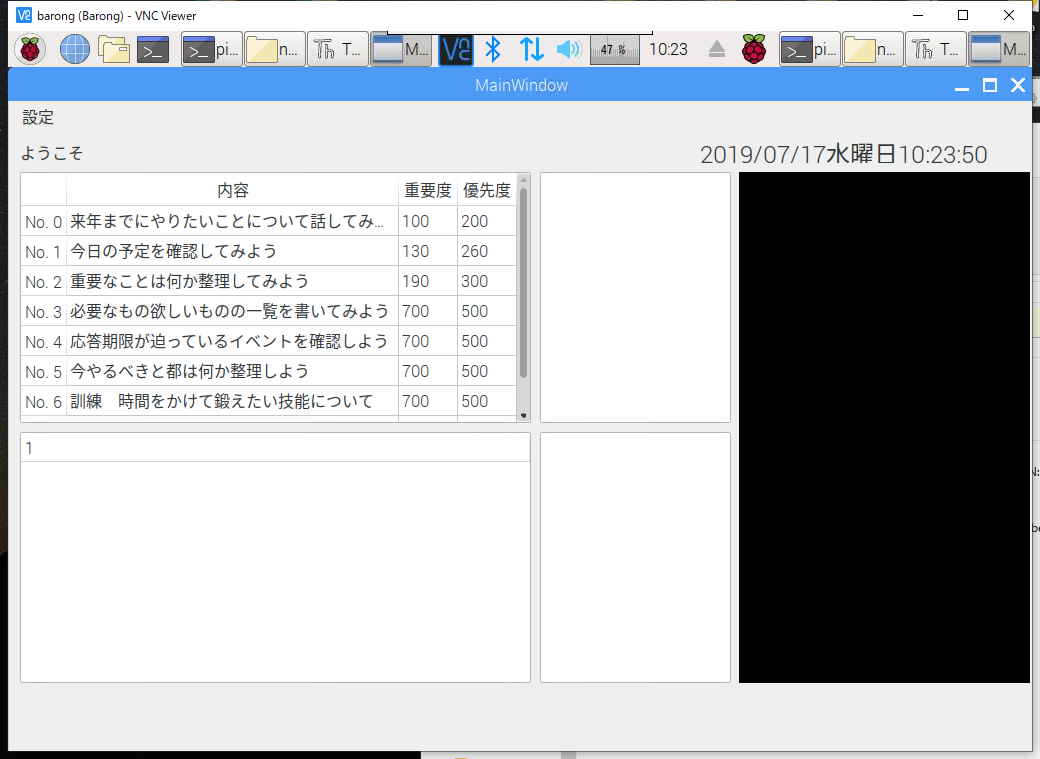 barong (Barong) - VNC Viewer
pi... n... T... M... 47 % 10:23 pi... n... T... M...
MainWindow
設定
ようこそ 2019/07/17水曜日10:23:50
内容 重要度 優先度
No. 0 来年までにやりたいことについて話してみ... 100 200
No. 1 今日の予定を確認してみよう 130 260
No. 2 重要なことは何か整理してみよう 190 300
No. 3 必要なもの欲しいものの一覧を書いてみよう 700 500
No. 4 応答期限が迫っているイベントを確認しよう 700 500
No. 5 今やるべきと都は何か整理しよう 700 500
No. 6 訓練　時間をかけて鍛えたい技能について 700 500
1